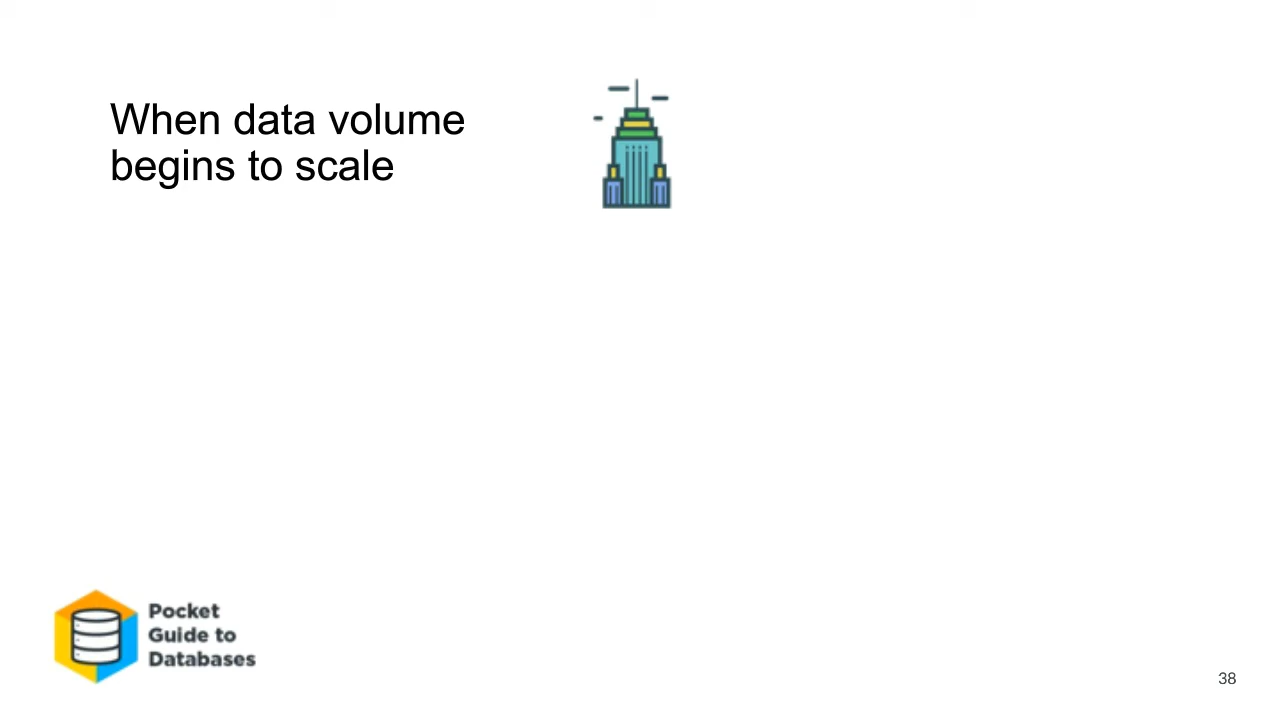 When data volume
begins to scale
Pocket
Guide to
Databases
38